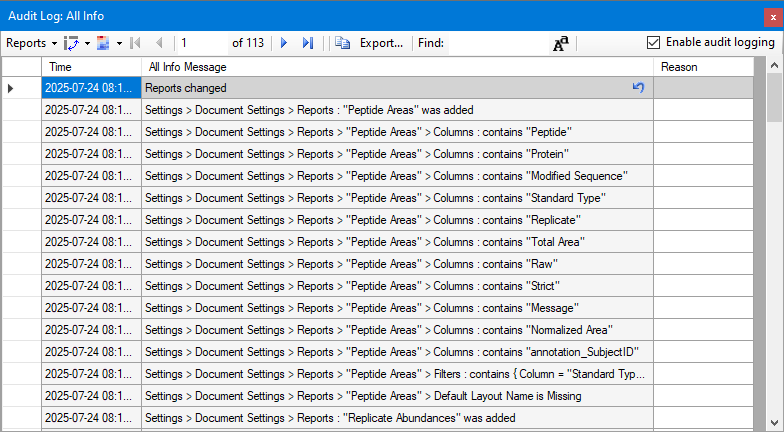 Audit Log: All Info
Reports 1 of 113 Export... Find: Enable audit logging
Time All Info Message Reason
2025-07-24 08:1... Reports changed
2025-07-24 08:1... Settings > Document Settings > Reports : "Peptide Areas" was added
2025-07-24 08:1... Settings > Document Settings > Reports > "Peptide Areas" > Columns : contains "Peptide"
2025-07-24 08:1... Settings > Document Settings > Reports > "Peptide Areas" > Columns : contains "Protein"
2025-07-24 08:1... Settings > Document Settings > Reports > "Peptide Areas" > Columns : contains "Modified Sequence"
2025-07-24 08:1... Settings > Document Settings > Reports > "Peptide Areas" > Columns : contains "Standard Type"
2025-07-24 08:1... Settings > Document Settings > Reports > "Peptide Areas" > Columns : contains "Replicate"
2025-07-24 08:1... Settings > Document Settings > Reports > "Peptide Areas" > Columns : contains "Total Area"
2025-07-24 08:1... Settings > Document Settings > Reports > "Peptide Areas" > Columns : contains "Raw"
2025-07-24 08:1... Settings > Document Settings > Reports > "Peptide Areas" > Columns : contains "Strict"
2025-07-24 08:1... Settings > Document Settings > Reports > "Peptide Areas" > Columns : contains "Message"
2025-07-24 08:1... Settings > Document Settings > Reports > "Peptide Areas" > Columns : contains "Normalized Area"
2025-07-24 08:1... Settings > Document Settings > Reports > "Peptide Areas" > Columns : contains "annotation_SubjectID"
2025-07-24 08:1... Settings > Document Settings > Reports > "Peptide Areas" > Filters : contains { Column = "Standard Typ...
2025-07-24 08:1... Settings > Document Settings > Reports > "Peptide Areas" > Default Layout Name is Missing
2025-07-24 08:1... Settings > Document Settings > Reports : "Replicate Abundances" was added